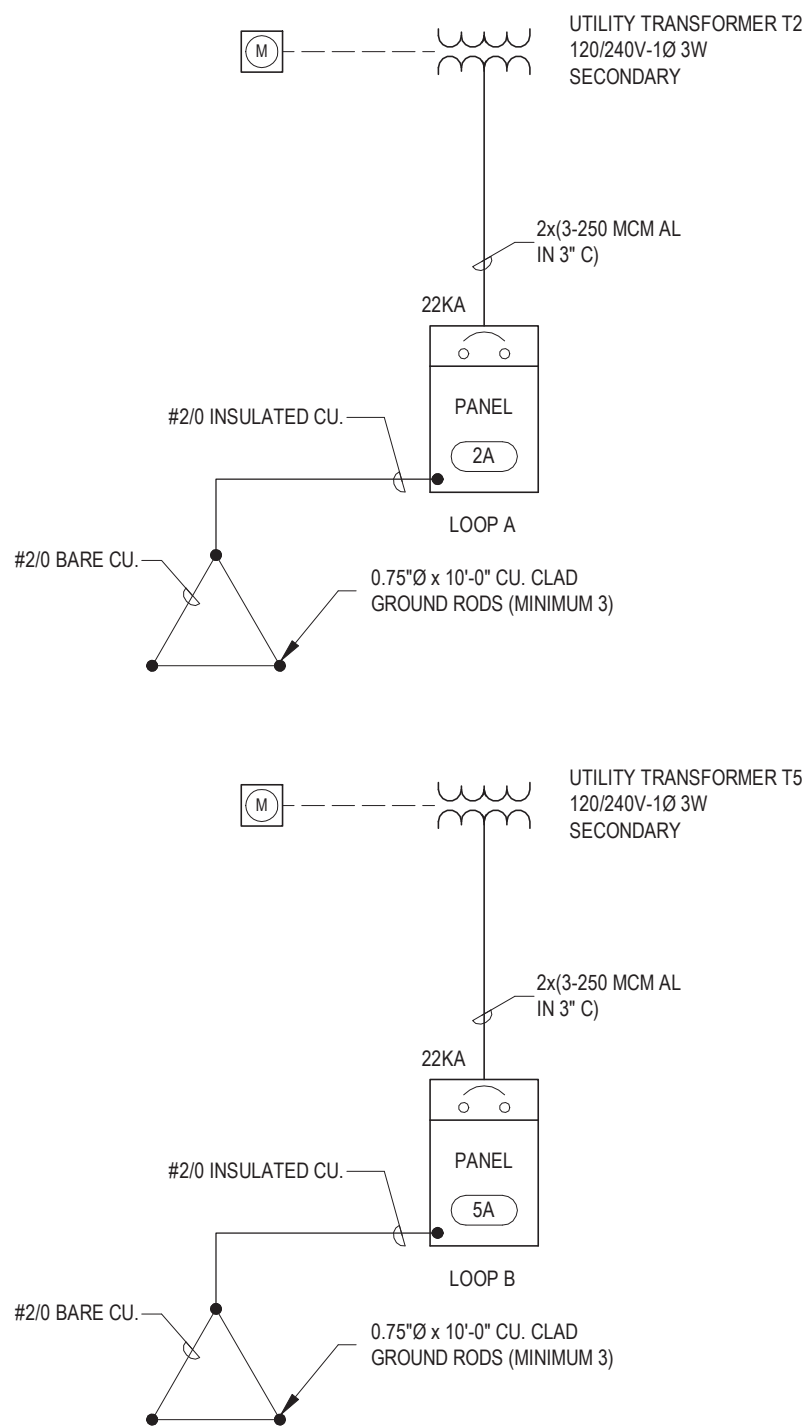 M
UTILITY TRANSFORMER T2
120/240V-1Ø 3W
SECONDARY
2x(3-250 MCM AL
IN 3" C)
22KA
PANEL
2A
#2/0 INSULATED CU.
LOOP A
#2/0 BARE CU.
0.75"Ø x 10'-0" CU. CLAD
GROUND RODS (MINIMUM 3)
M
UTILITY TRANSFORMER T5
120/240V-1Ø 3W
SECONDARY
2x(3-250 MCM AL
IN 3" C)
22KA
PANEL
5A
#2/0 INSULATED CU.
LOOP B
#2/0 BARE CU.
0.75"Ø x 10'-0" CU. CLAD
GROUND RODS (MINIMUM 3)